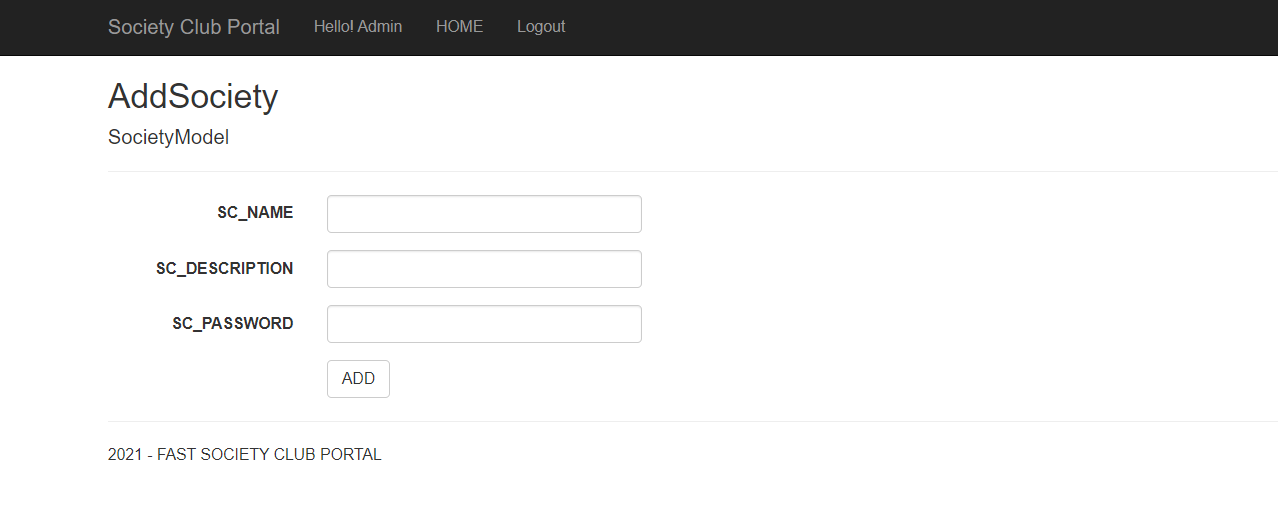 Society Club Portal Hello! Admin HOME Logout
AddSociety
SocietyModel
SC_NAME
SC_DESCRIPTION
SC_PASSWORD
ADD
2021 - FAST SOCIETY CLUB PORTAL